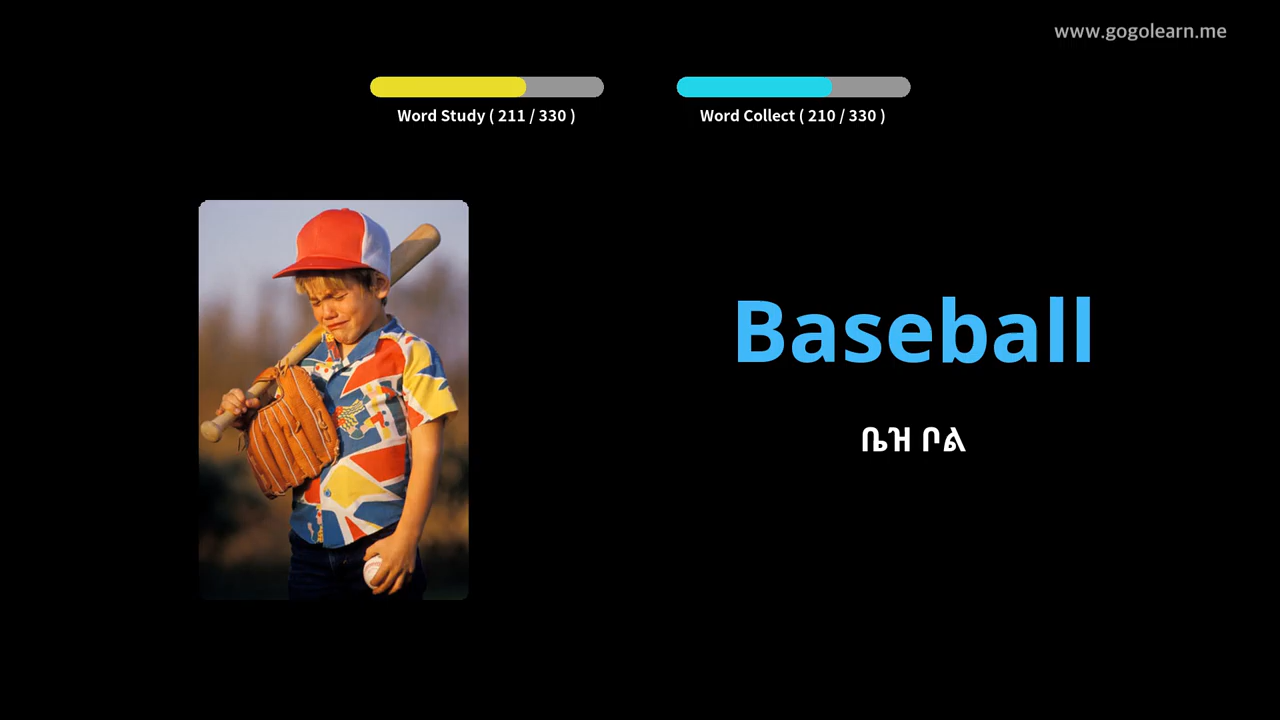 www.gogolearn.me
Word Study ( 211 / 330 )
Word Collect ( 210 / 330 )
Baseball
ቤዝ ቦል